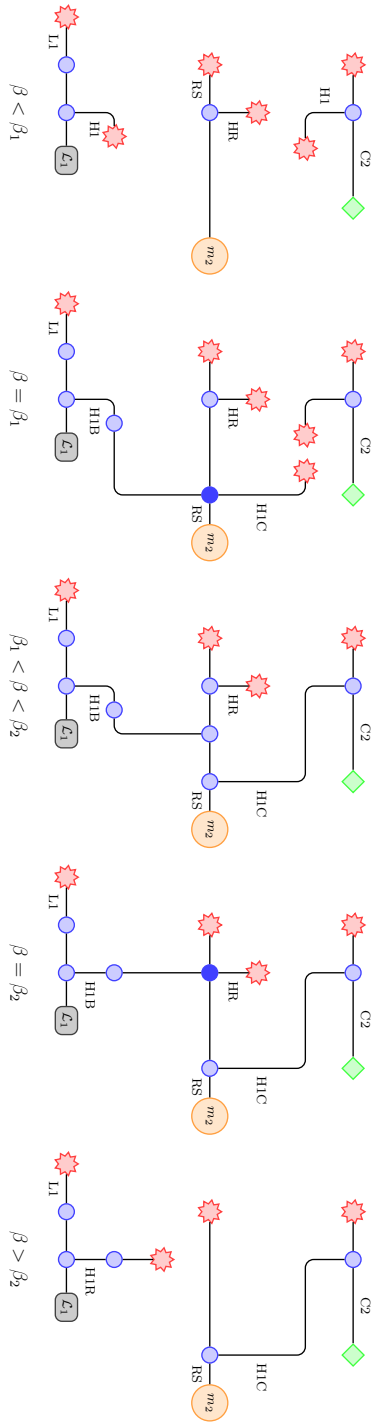 C2
H1
HR
RS
m₂
H1
L1
ℒ₁
β < β₁
C2
H1C
HR
RS
m₂
H1B
L1
ℒ₁
β = β₁
C2
H1C
HR
RS
m₂
H1B
L1
ℒ₁
β₁ < β < β₂
C2
H1C
HR
RS
m₂
H1B
L1
ℒ₁
β = β₂
C2
H1C
RS
m₂
H1R
L1
ℒ₁
β > β₂